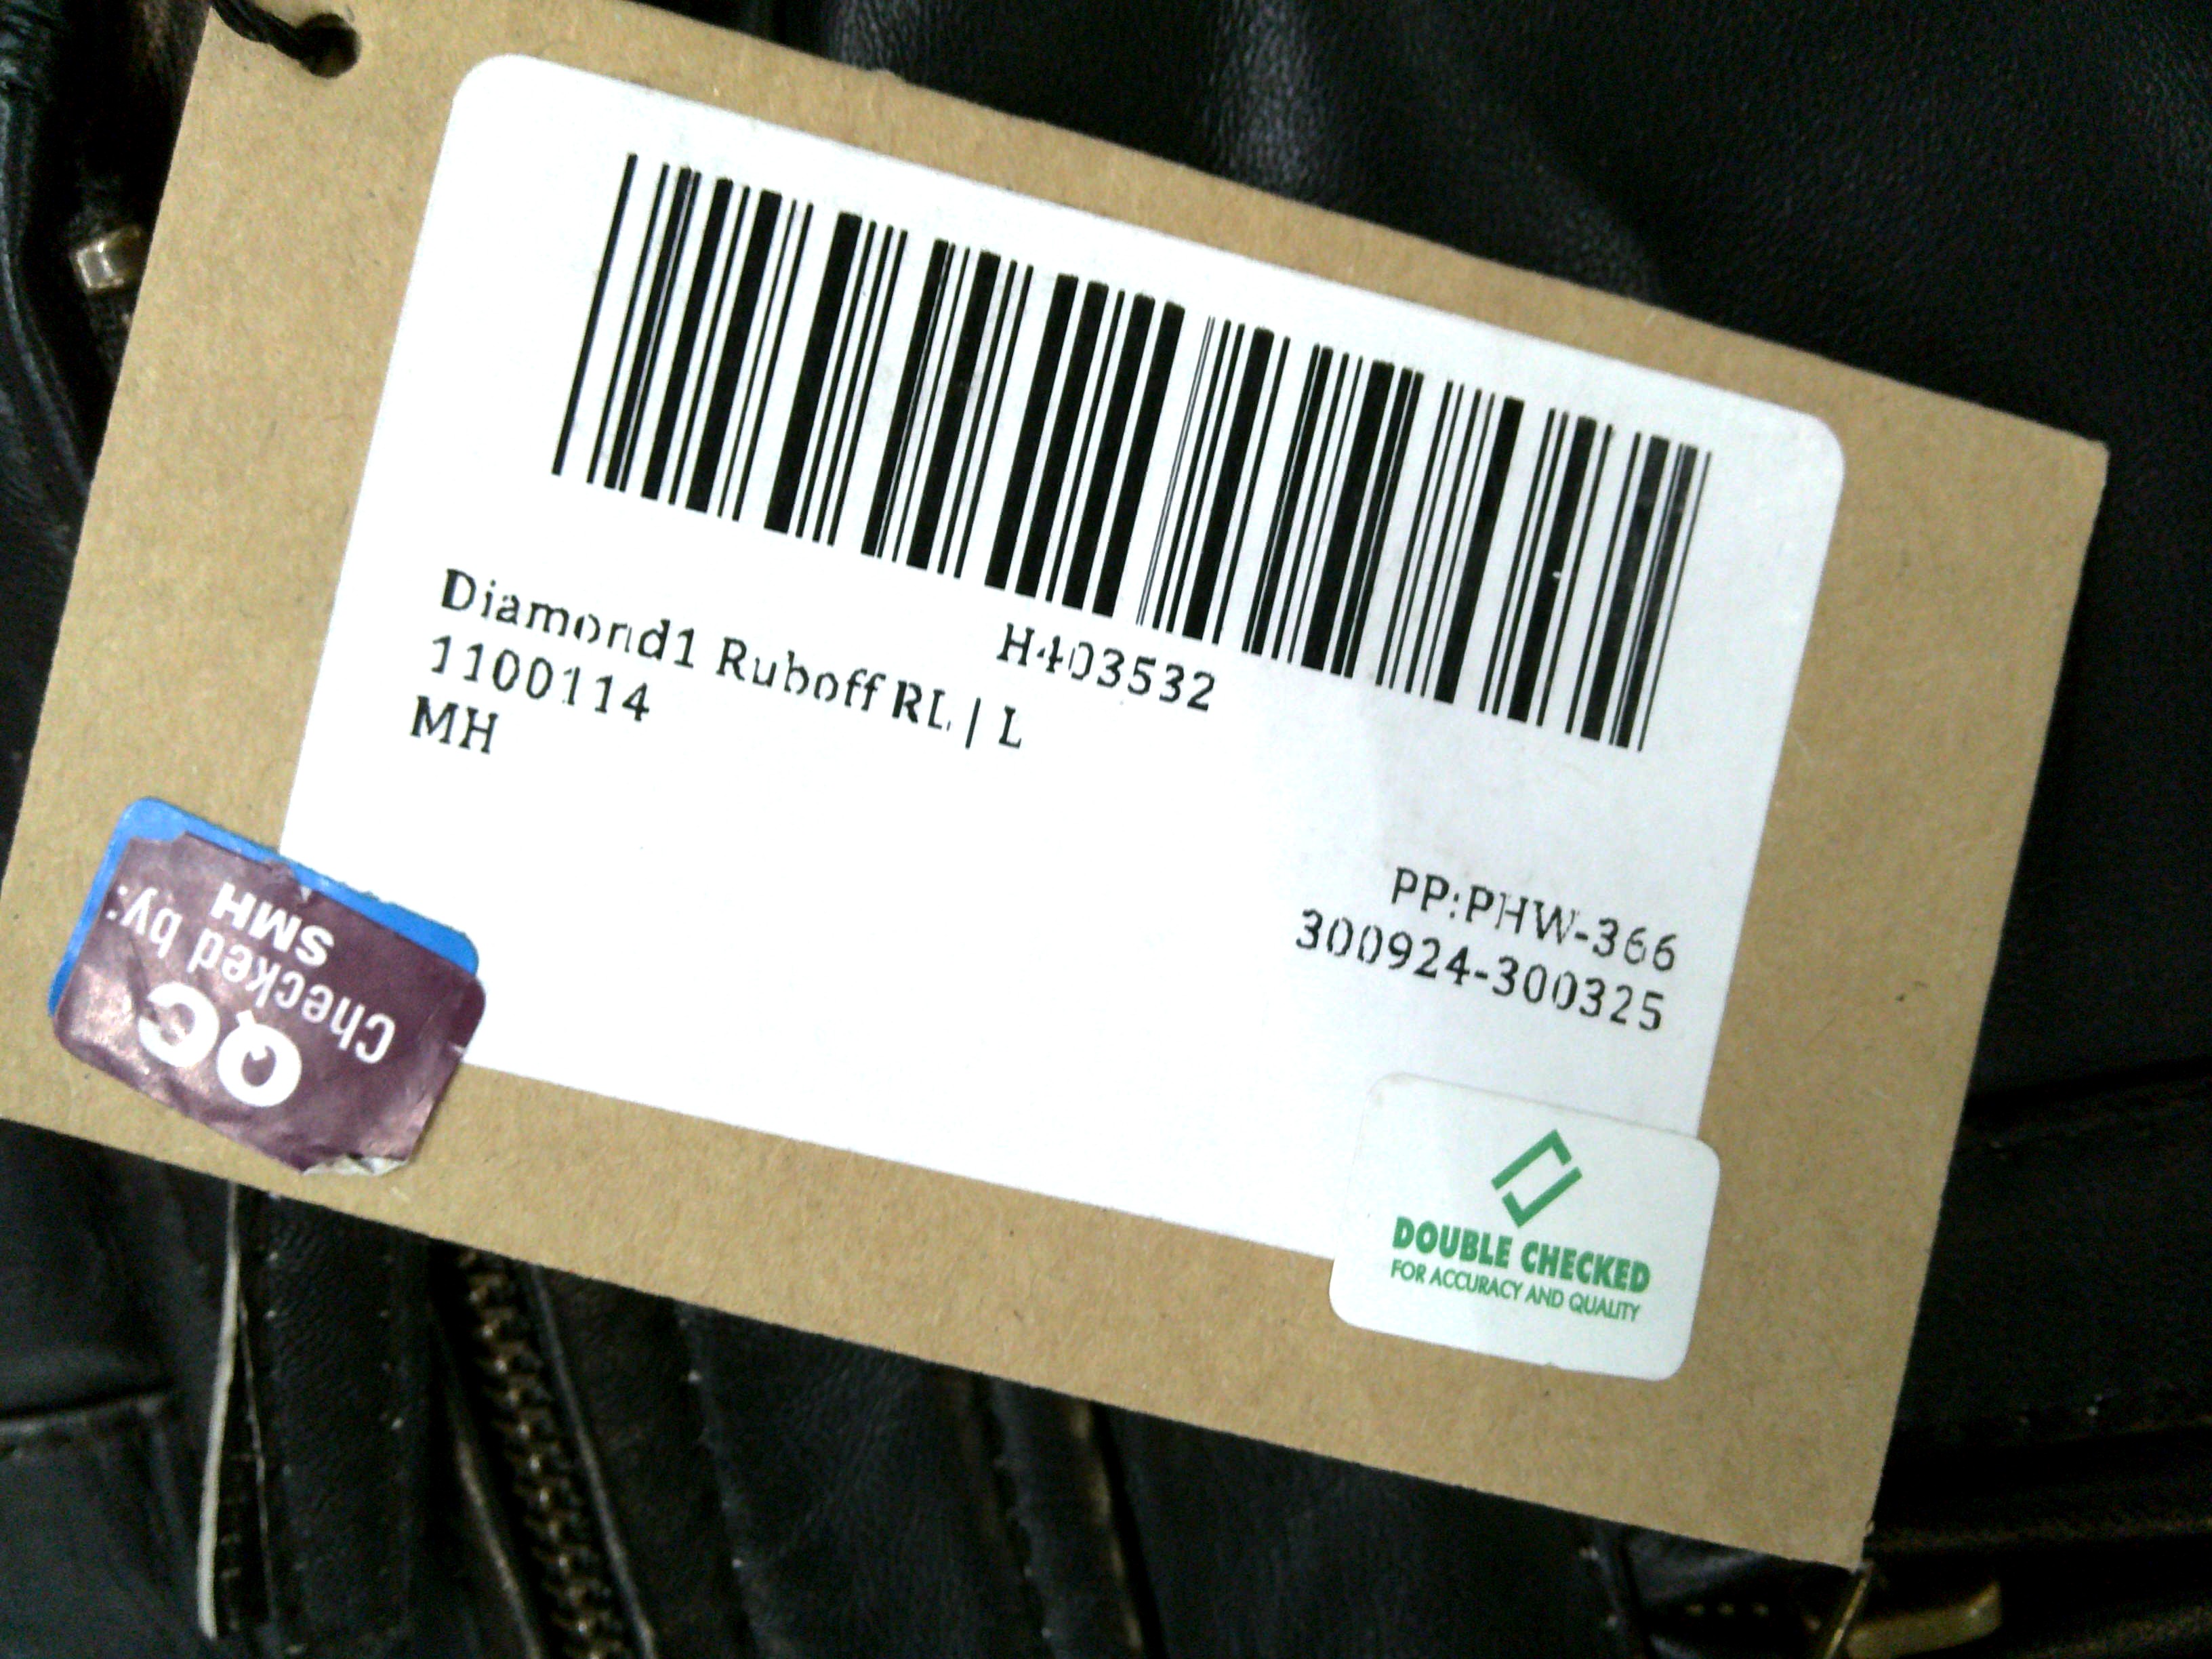 H403532
Diamond1 Ruboff RL | L
1100114
MH
PP:PHW-366
300924-300325
QC
Checked by:
SMH
DOUBLE CHECKED
FOR ACCURACY AND QUALITY